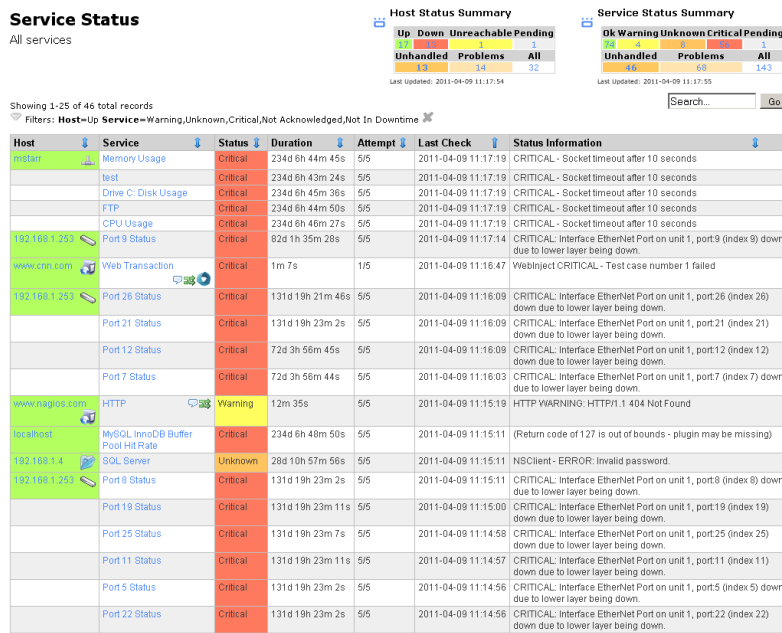 Service Status
All services
Host Status Summary
Up Down Unreachable Pending
17 13 1 1
Unhandled Problems All
13 14 32
Last Updated: 2011-04-09 11:17:54
Service Status Summary
Ok Warning Unknown Critical Pending
74 4 8 56 1
Unhandled Problems All
46 68 143
Last Updated: 2011-04-09 11:17:55
Showing 1-25 of 46 total records
Search... Go
Filters: Host=Up Service=Warning,Unknown,Critical,Not Acknowledged,Not In Downtime
Host Service Status Duration Attempt Last Check Status Information
mstarr Memory Usage Critical 234d 6h 44m 45s 5/5 2011-04-09 11:17:19 CRITICAL - Socket timeout after 10 seconds
test Critical 234d 6h 43m 24s 5/5 2011-04-09 11:17:19 CRITICAL - Socket timeout after 10 seconds
Drive C: Disk Usage Critical 234d 6h 45m 36s 5/5 2011-04-09 11:17:19 CRITICAL - Socket timeout after 10 seconds
FTP Critical 234d 6h 44m 50s 5/5 2011-04-09 11:17:19 CRITICAL - Socket timeout after 10 seconds
CPU Usage Critical 234d 6h 46m 27s 5/5 2011-04-09 11:17:19 CRITICAL - Socket timeout after 10 seconds
192.168.1.253 Port 9 Status Critical 82d 1h 35m 28s 5/5 2011-04-09 11:17:14 CRITICAL: Interface EtherNet Port on unit 1, port:9 (index 9) down
due to lower layer being down.
www.cnn.com Web Transaction Critical 1m 7s 1/5 2011-04-09 11:16:47 WebInject CRITICAL - Test case number 1 failed
192.168.1.253 Port 26 Status Critical 131d 19h 21m 46s 5/5 2011-04-09 11:16:09 CRITICAL: Interface EtherNet Port on unit 1, port:26 (index 26)
down due to lower layer being down.
Port 21 Status Critical 131d 19h 23m 2s 5/5 2011-04-09 11:16:09 CRITICAL: Interface EtherNet Port on unit 1, port:21 (index 21)
down due to lower layer being down.
Port 12 Status Critical 72d 3h 56m 45s 5/5 2011-04-09 11:16:09 CRITICAL: Interface EtherNet Port on unit 1, port:12 (index 12)
down due to lower layer being down.
Port 7 Status Critical 72d 3h 56m 44s 5/5 2011-04-09 11:16:03 CRITICAL: Interface EtherNet Port on unit 1, port:7 (index 7) down
due to lower layer being down.
www.nagios.com HTTP Warning 12m 35s 5/5 2011-04-09 11:15:19 HTTP WARNING: HTTP/1.1 404 Not Found
localhost MySQL InnoDB Buffer Critical 234d 6h 48m 50s 5/5 2011-04-09 11:15:11 (Return code of 127 is out of bounds - plugin may be missing)
Pool Hit Rate
192.168.1.4 SQL Server Unknown 28d 10h 57m 56s 5/5 2011-04-09 11:15:11 NSClient - ERROR: Invalid password.
192.168.1.253 Port 8 Status Critical 131d 19h 23m 2s 5/5 2011-04-09 11:15:11 CRITICAL: Interface EtherNet Port on unit 1, port:8 (index 8) down
due to lower layer being down.
Port 19 Status Critical 131d 19h 23m 11s 5/5 2011-04-09 11:15:00 CRITICAL: Interface EtherNet Port on unit 1, port:19 (index 19)
down due to lower layer being down.
Port 25 Status Critical 131d 19h 23m 7s 5/5 2011-04-09 11:14:58 CRITICAL: Interface EtherNet Port on unit 1, port:25 (index 25)
down due to lower layer being down.
Port 11 Status Critical 131d 19h 23m 11s 5/5 2011-04-09 11:14:57 CRITICAL: Interface EtherNet Port on unit 1, port:11 (index 11)
down due to lower layer being down.
Port 5 Status Critical 131d 19h 23m 2s 5/5 2011-04-09 11:14:56 CRITICAL: Interface EtherNet Port on unit 1, port:5 (index 5) down
due to lower layer being down.
Port 22 Status Critical 131d 19h 23m 2s 5/5 2011-04-09 11:14:56 CRITICAL: Interface EtherNet Port on unit 1, port:22 (index 22)
down due to lower layer being down.